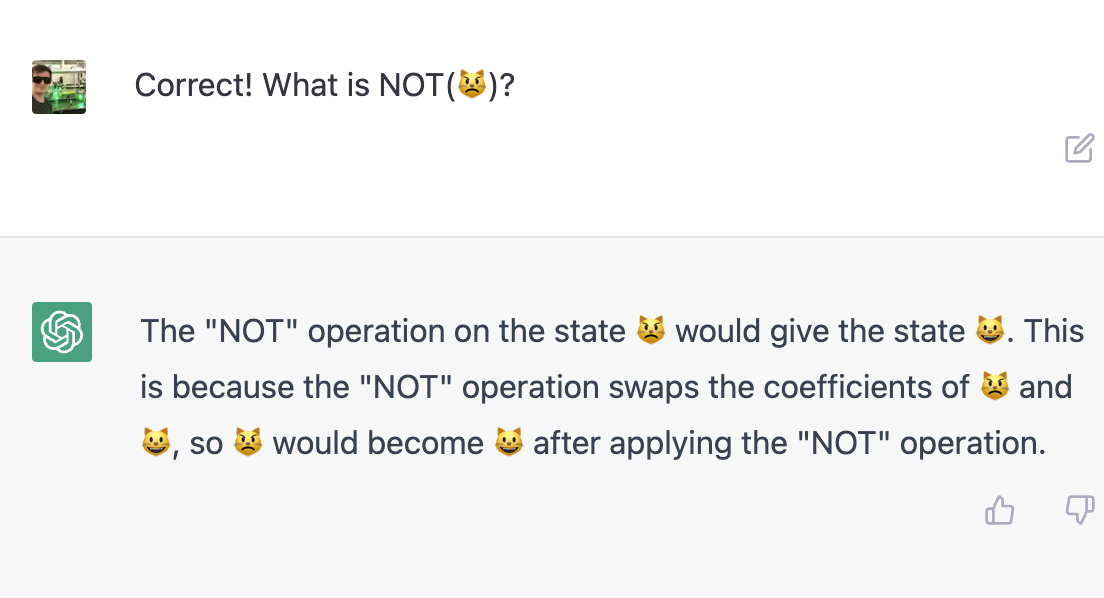 Correct! What is NOT(😾)?
The "NOT" operation on the state 😾 would give the state 😺. This
is because the "NOT" operation swaps the coefficients of 😾 and
😺, so 😾 would become 😺 after applying the "NOT" operation.